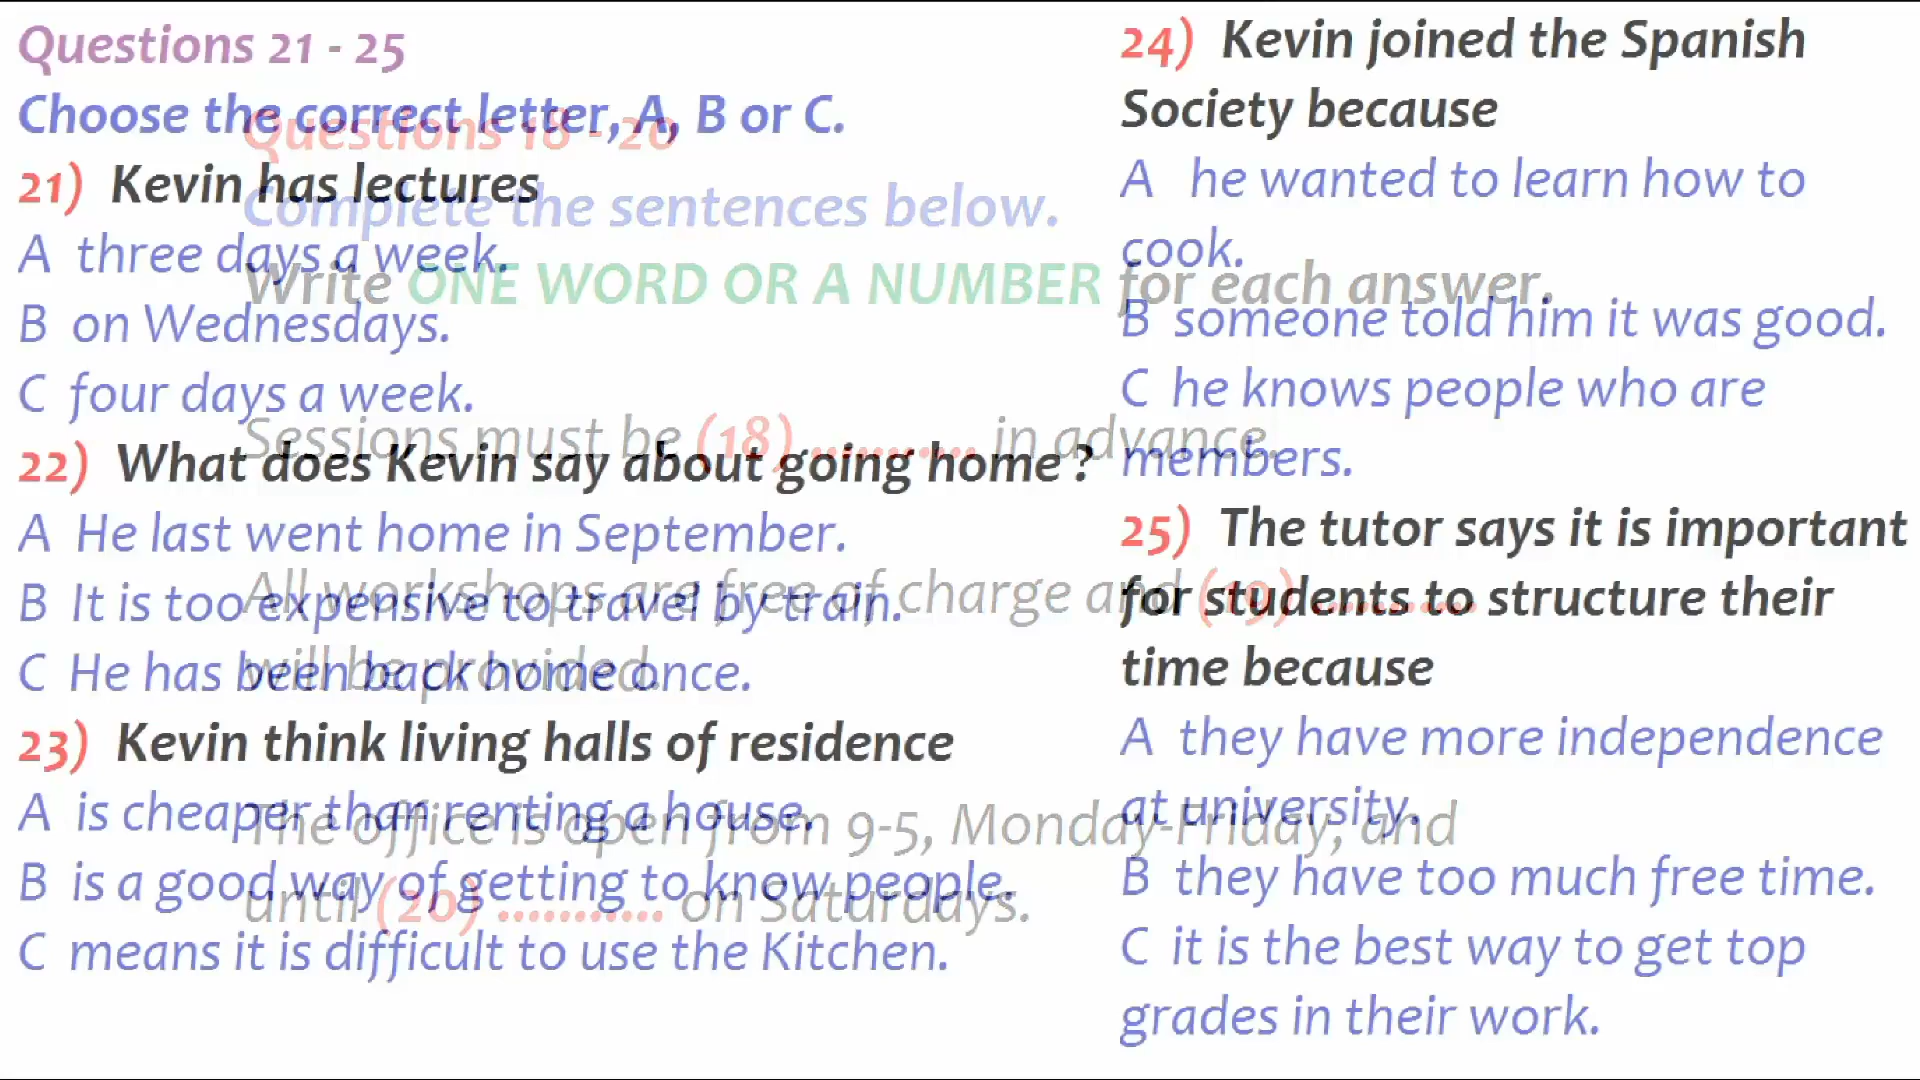 Questions 21 - 25
Choose the correct letter, A, B or C.
21) Kevin has lectures
A three days a week.
B on Wednesdays.
C four days a week.
22) What does Kevin say about going home ?
A He last went home in September.
B It is too expensive to travel by train.
C He has been back home once.
23) Kevin think living halls of residence
A is cheaper than renting a house.
B is a good way of getting to know people.
C means it is difficult to use the Kitchen.
24) Kevin joined the Spanish
Society because
A he wanted to learn how to
cook.
B someone told him it was good.
C he knows people who are
members.
25) The tutor says it is important
for students to structure their
time because
A they have more independence
at university.
B they have too much free time.
C it is the best way to get top
grades in their work.
Questions 18 - 20
Complete the sentences below.
Write ONE WORD OR A NUMBER for each answer.
Sessions must be (18) ........... in advance.
All workshops are free of charge and (19) ...........
will be provided.
The office is open from 9-5, Monday-Friday, and
until (20) ........... on Saturdays.